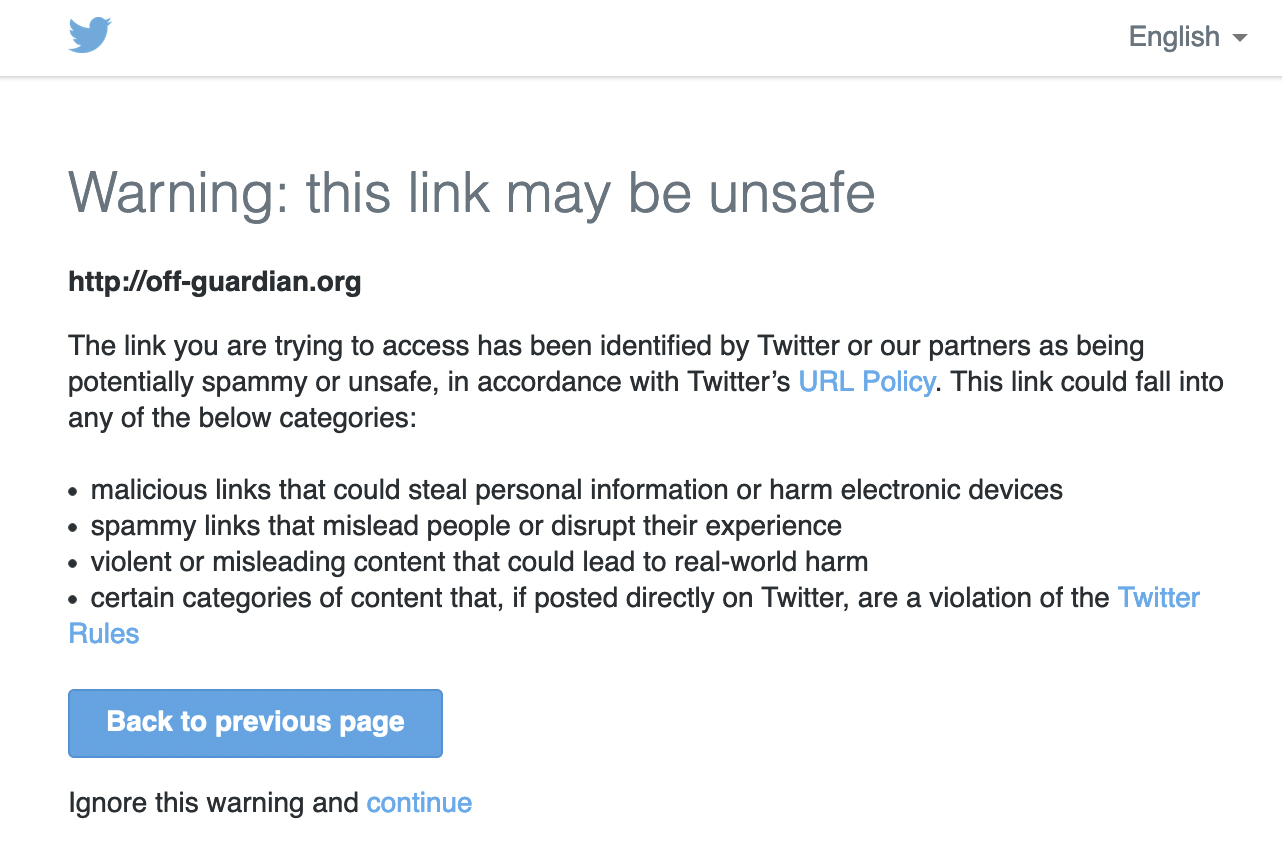 English
Warning: this link may be unsafe
http://off-guardian.org
The link you are trying to access has been identified by Twitter or our partners as being
potentially spammy or unsafe, in accordance with Twitter’s URL Policy. This link could fall into
any of the below categories:
• malicious links that could steal personal information or harm electronic devices
• spammy links that mislead people or disrupt their experience
• violent or misleading content that could lead to real-world harm
• certain categories of content that, if posted directly on Twitter, are a violation of the Twitter
Rules
Back to previous page
Ignore this warning and continue